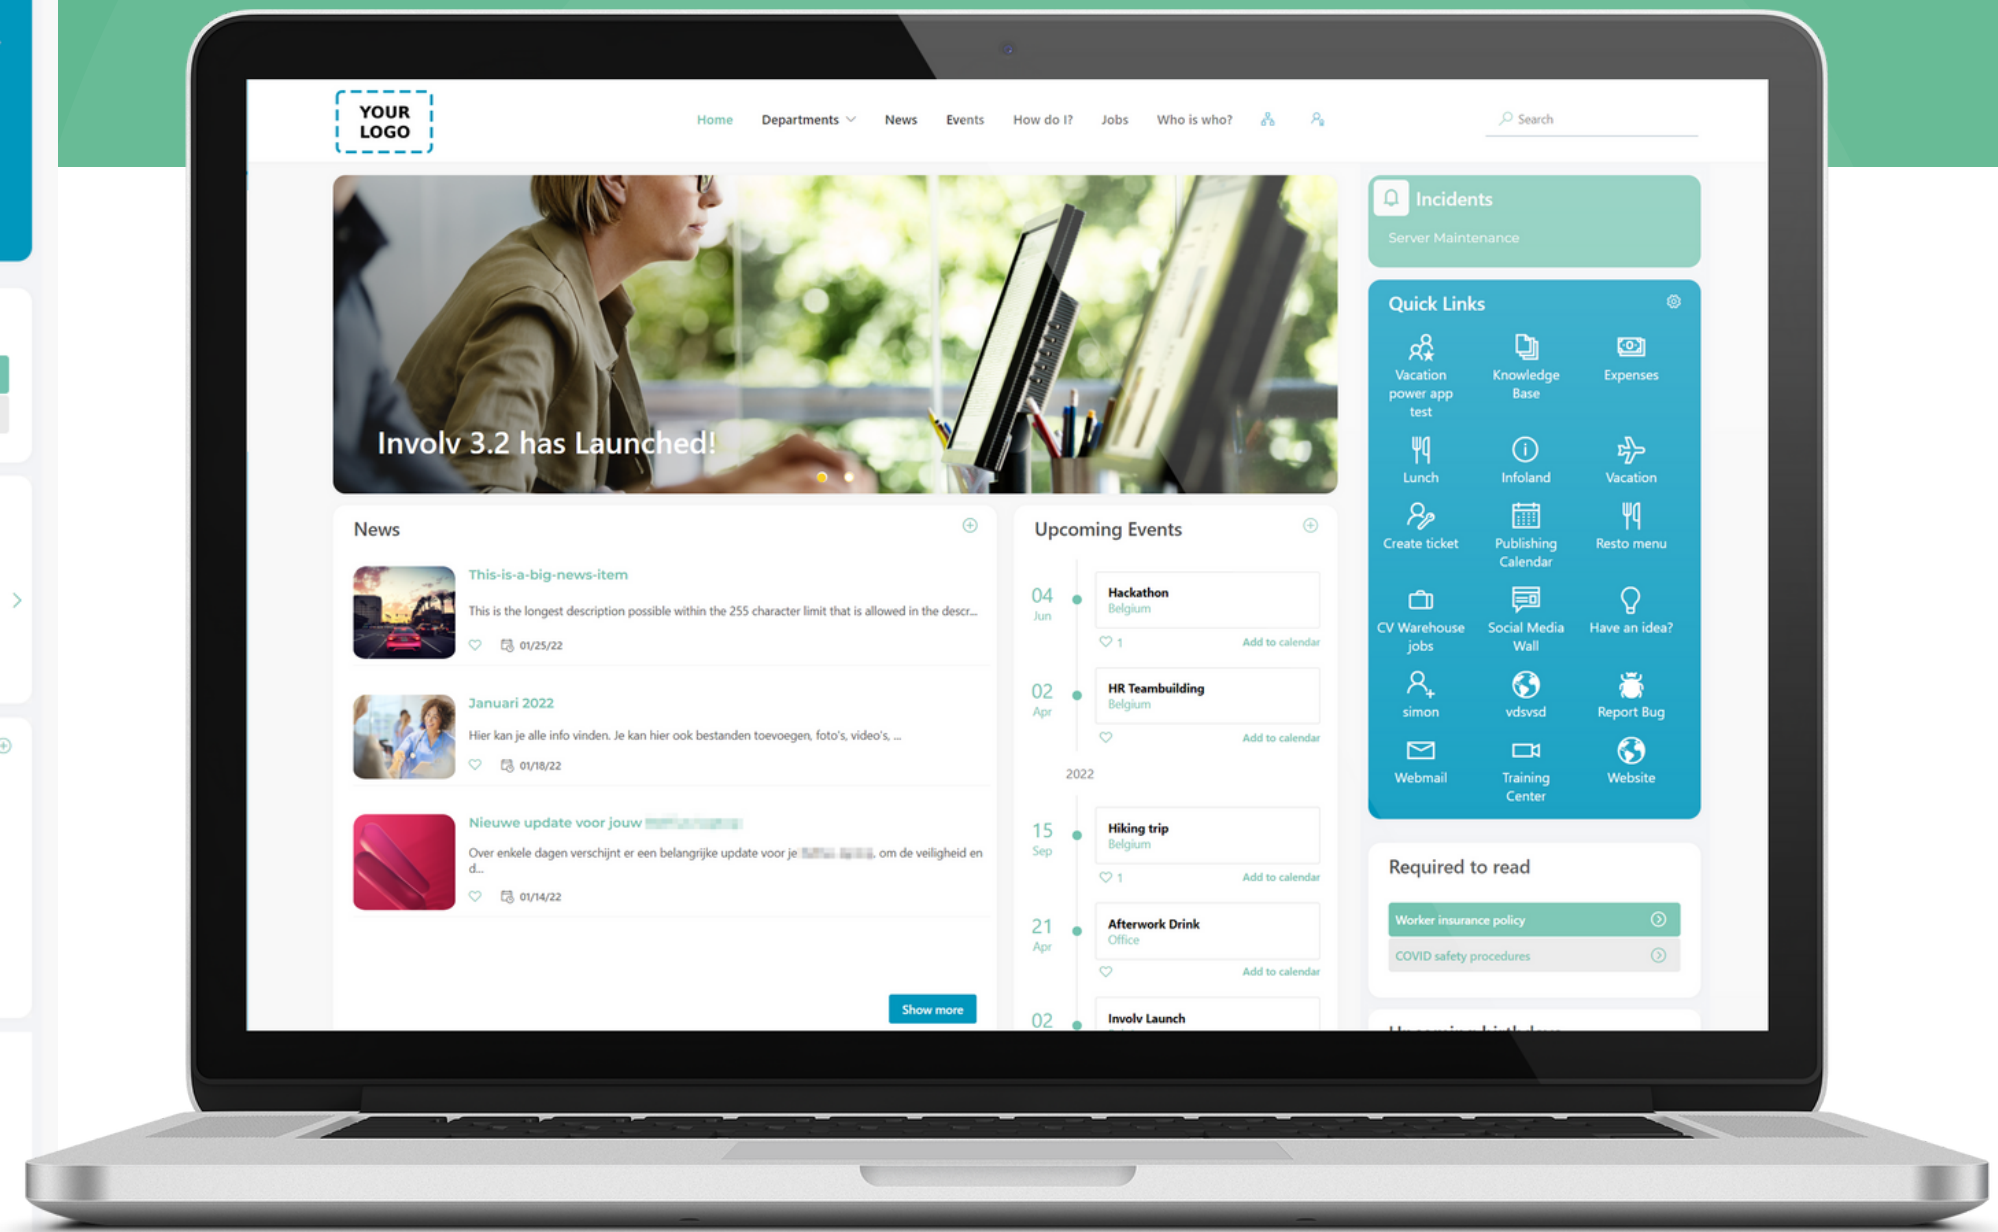 YOUR
LOGO
Home Departments News Events How do I? Jobs Who is who? Search
Involv 3.2 has Launched!
News
This-is-a-big-news-item
This is the longest description possible within the 255 character limit that is allowed in the descr...
01/25/22
Januari 2022
Hier kan je alle info vinden. Je kan hier ook bestanden toevoegen, foto's, video's, ...
01/18/22
Nieuwe update voor jouw
Over enkele dagen verschijnt er een belangrijke update voor je , om de veiligheid en
d...
01/14/22
Show more
Upcoming Events
04
Jun
Hackathon
Belgium
1 Add to calendar
02
Apr
HR Teambuilding
Belgium
Add to calendar
2022
15
Sep
Hiking trip
Belgium
1 Add to calendar
21
Apr
Afterwork Drink
Office
Add to calendar
02
Involv Launch
Incidents
Server Maintenance
Quick Links
Vacation
power app
test
Knowledge
Base
Expenses
Lunch
Infoland
Vacation
Create ticket
Publishing
Calendar
Resto menu
CV Warehouse
jobs
Social Media
Wall
Have an idea?
simon
vdsvsd
Report Bug
Webmail
Training
Center
Website
Required to read
Worker insurance policy
COVID safety procedures